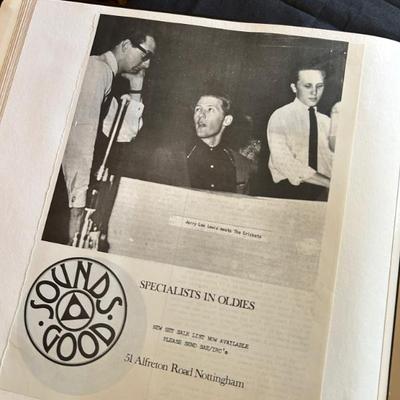 Jerry Lee Lewis meets The Crickets
SPECIALISTS IN OLDIES
SOUNDS
GOOD
NEW SET SALE LIST NOW AVAILABLE
PLEASE SEND SAE/IRC's
51 Alfreton Road Nottingham